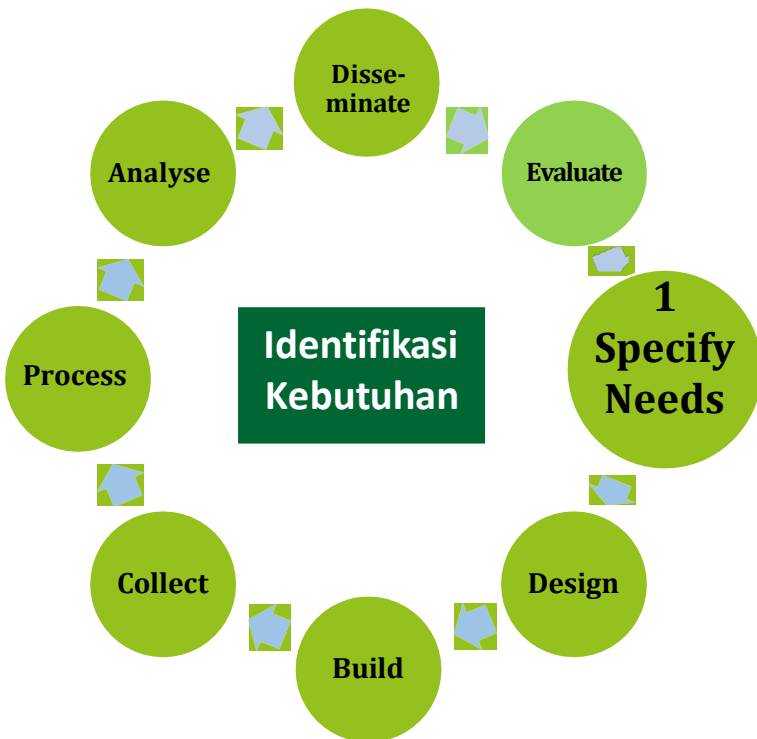 Disse-
minate
Analyse
Evaluate
1
Specify
Needs
Identifikasi
Kebutuhan
Process
Collect
Design
Build